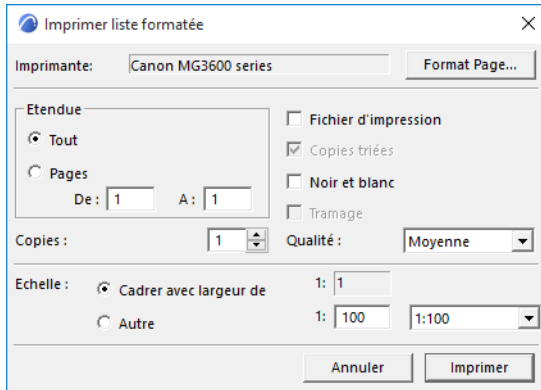 Imprimer liste formatée
Imprimante: Canon MG3600 series Format Page...
Etendue
Tout
Pages
De : 1 A : 1
Fichier d'impression
Copies triées
Noir et blanc
Tramage
Copies : 1 Qualité : Moyenne
Echelle : Cadrer avec largeur de 1: 1
Autre 1: 100 1:100
Annuler Imprimer